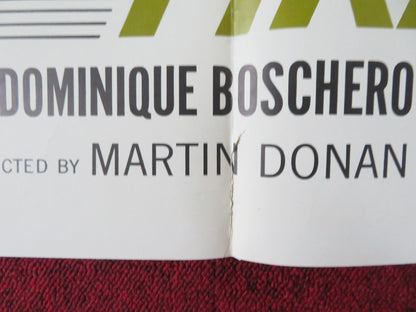 DOMINIQUE BOSCHERO
CTED BY MARTIN DONAN